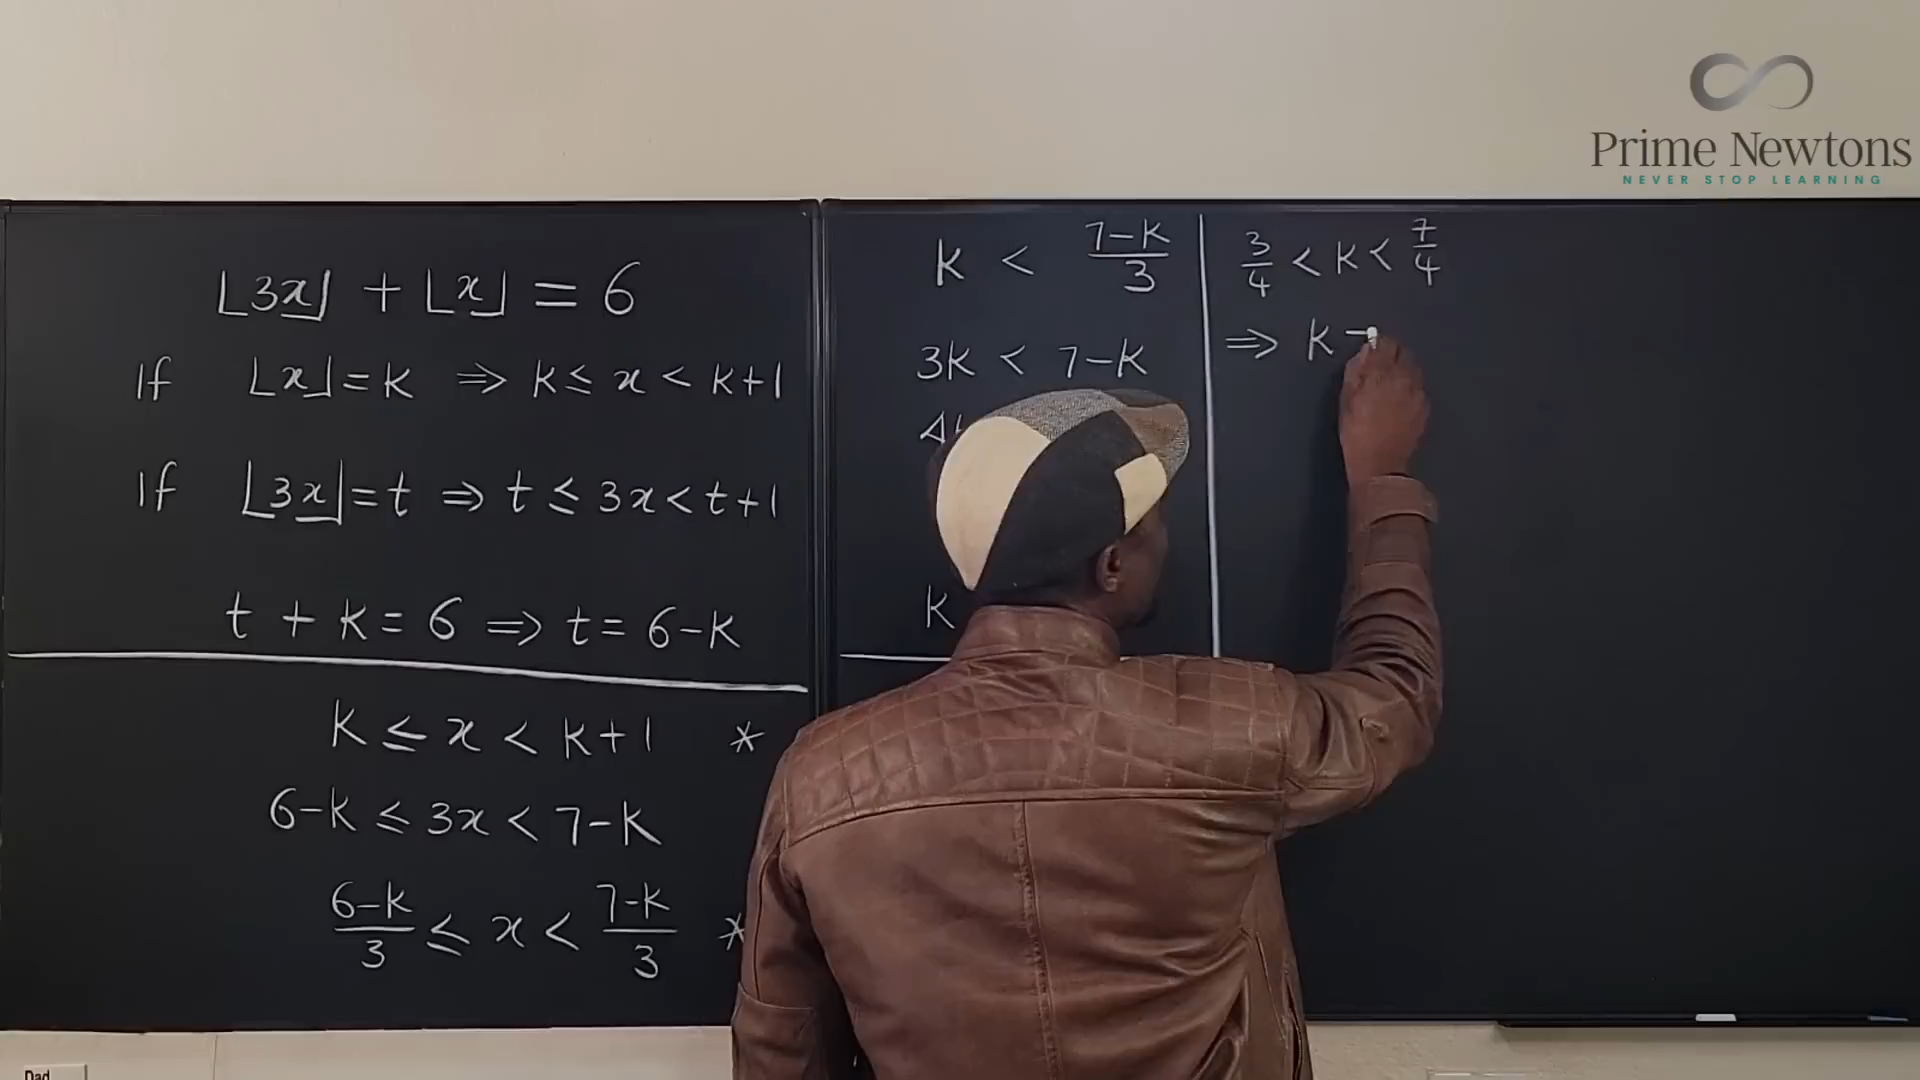 Prime Newtons
NEVER STOP LEARNING
⌊3x⌋ + ⌊x⌋ = 6
If ⌊x⌋ = k ⇒ k ≤ x < k+1
If ⌊3x⌋ = t ⇒ t ≤ 3x < t+1
t + k = 6 ⇒ t = 6-k
k ≤ x < k+1 *
6-k ≤ 3x < 7-k
(6-k)/3 ≤ x < (7-k)/3 *
k < (7-k)/3
3k < 7-k
k
3/4 < k < 7/4
⇒ k
Dad